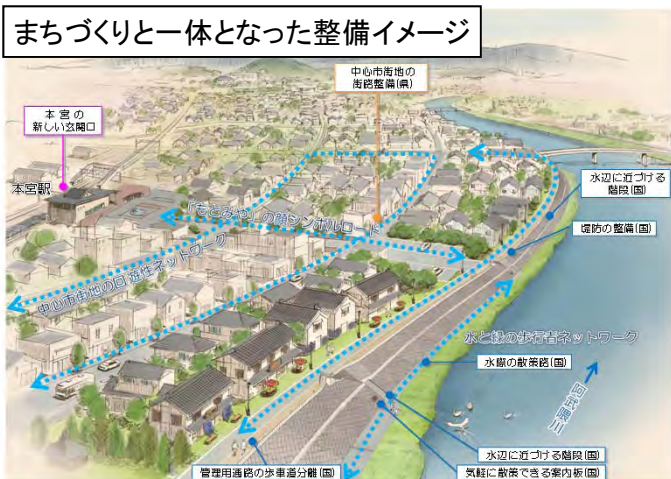 まちづくりと一体となった整備イメージ
中心市街地の
街路整備(県)
本宮の
新しい玄関口
本宮駅
水辺に近づける
階段(国)
「もとみや」の顔シンボルロード
堤防の整備(国)
中心市街地の回遊性ネットワーク
水と緑の歩行者ネットワーク
水際の散策路(国)
阿武隈川
水辺に近づける階段(国)
管理用通路の歩車道分離(国)
気軽に散策できる案内板(国)